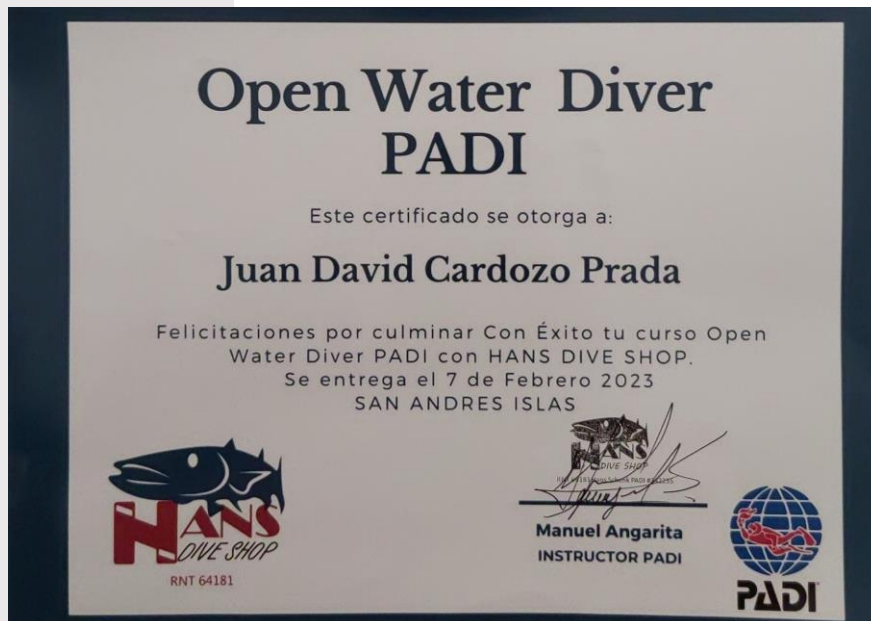 Open Water Diver
PADI
Este certificado se otorga a:
Juan David Cardozo Prada
Felicitaciones por culminar Con Éxito tu curso Open
Water Diver PADI con HANS DIVE SHOP.
Se entrega el 7 de Febrero 2023
SAN ANDRES ISLAS
HANS
DIVE SHOP
RNT 64181
HANS
DIVE SHOP
Manuel Angarita
INSTRUCTOR PADI
PADI